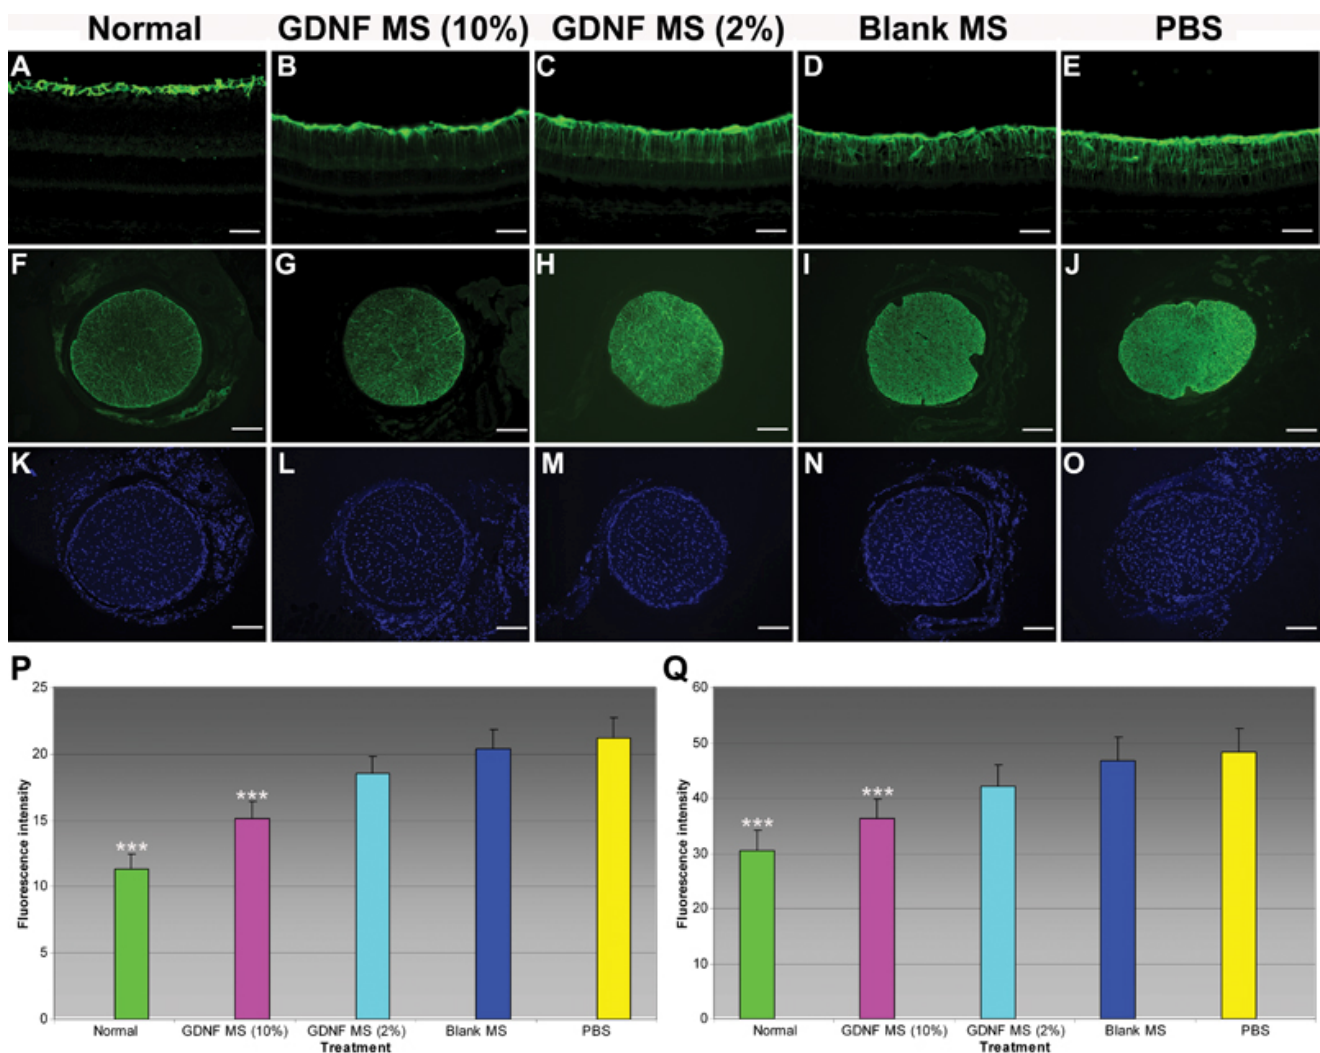 Normal GDNF MS (10%) GDNF MS (2%) Blank MS PBS
A B C D E
F G H I J
K L M N O
P Q
25
20
15
10
5
0
Fluorescence intensity
*** ***
Normal GDNF MS (10%) GDNF MS (2%) Blank MS PBS
Treatment
60
50
40
30
20
10
0
Fluorescence intensity
*** ***
Normal GDNF MS (10%) GDNF MS (2%) Blank MS PBS
Treatment